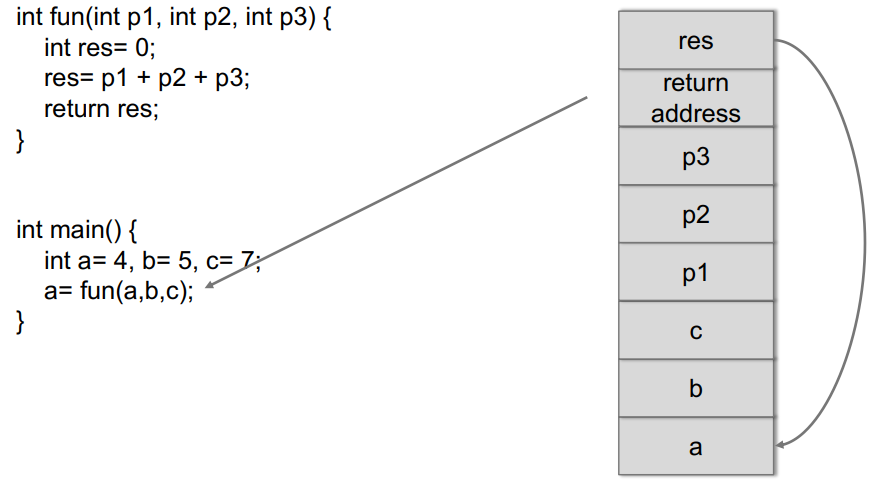 int fun(int p1, int p2, int p3) {
int res= 0;
res= p1 + p2 + p3;
return res;
}
int main() {
int a= 4, b= 5, c= 7;
a= fun(a,b,c);
}
res
return
address
p3
p2
p1
c
b
a